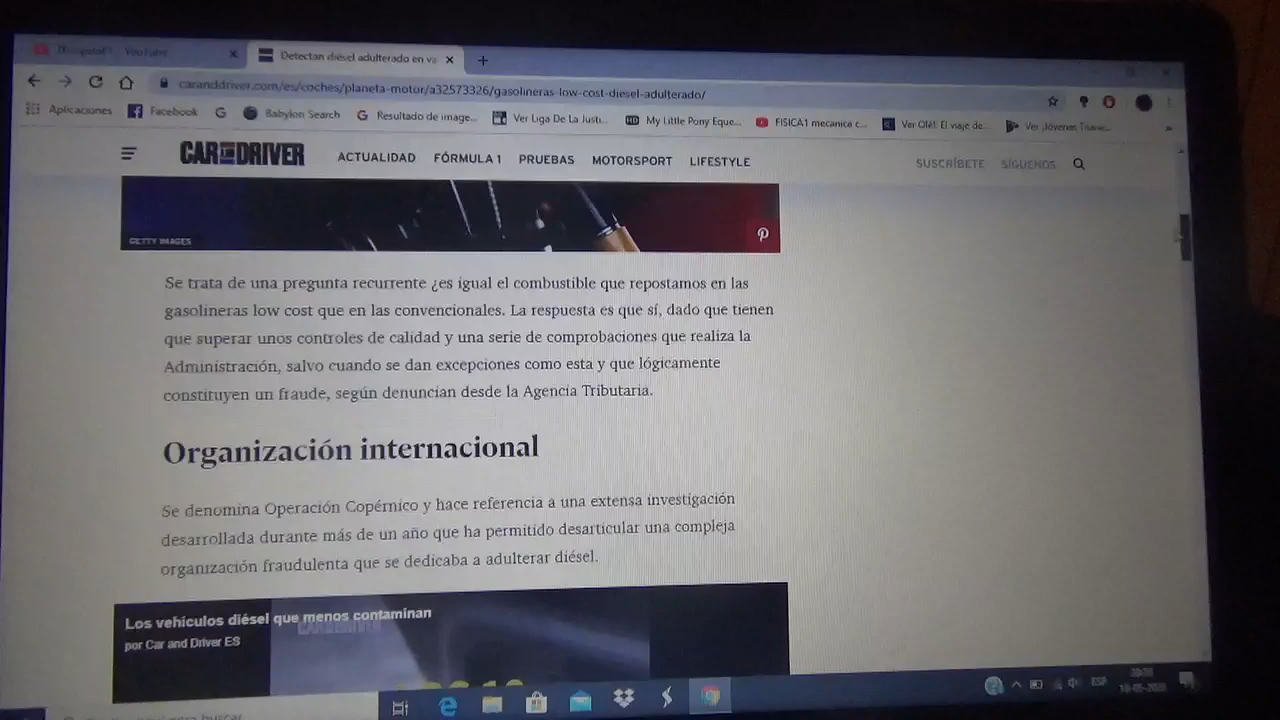 YouTube
Detectan diésel adulterado en va
caranddriver.com/es/coches/planeta-motor/a32573326/gasolineras-low-cost-diesel-adulterado/
Aplicaciones Facebook Babylon Search Resultado de image... Ver Liga De La Justi... My Little Pony Eque... FISICA1 mecanica c... Ver Olé!: El viaje de... Ver ¡Jóvenes Titane...
CAR AND DRIVER ACTUALIDAD FÓRMULA 1 PRUEBAS MOTORSPORT LIFESTYLE SUSCRÍBETE SÍGUENOS
GETTY IMAGES
Se trata de una pregunta recurrente ¿es igual el combustible que repostamos en las
gasolineras low cost que en las convencionales. La respuesta es que sí, dado que tienen
que superar unos controles de calidad y una serie de comprobaciones que realiza la
Administración, salvo cuando se dan excepciones como esta y que lógicamente
constituyen un fraude, según denuncian desde la Agencia Tributaria.
Organización internacional
Se denomina Operación Copérnico y hace referencia a una extensa investigación
desarrollada durante más de un año que ha permitido desarticular una compleja
organización fraudulenta que se dedicaba a adulterar diésel.
Los vehículos diésel que menos contaminan
por Car and Driver ES
ESP